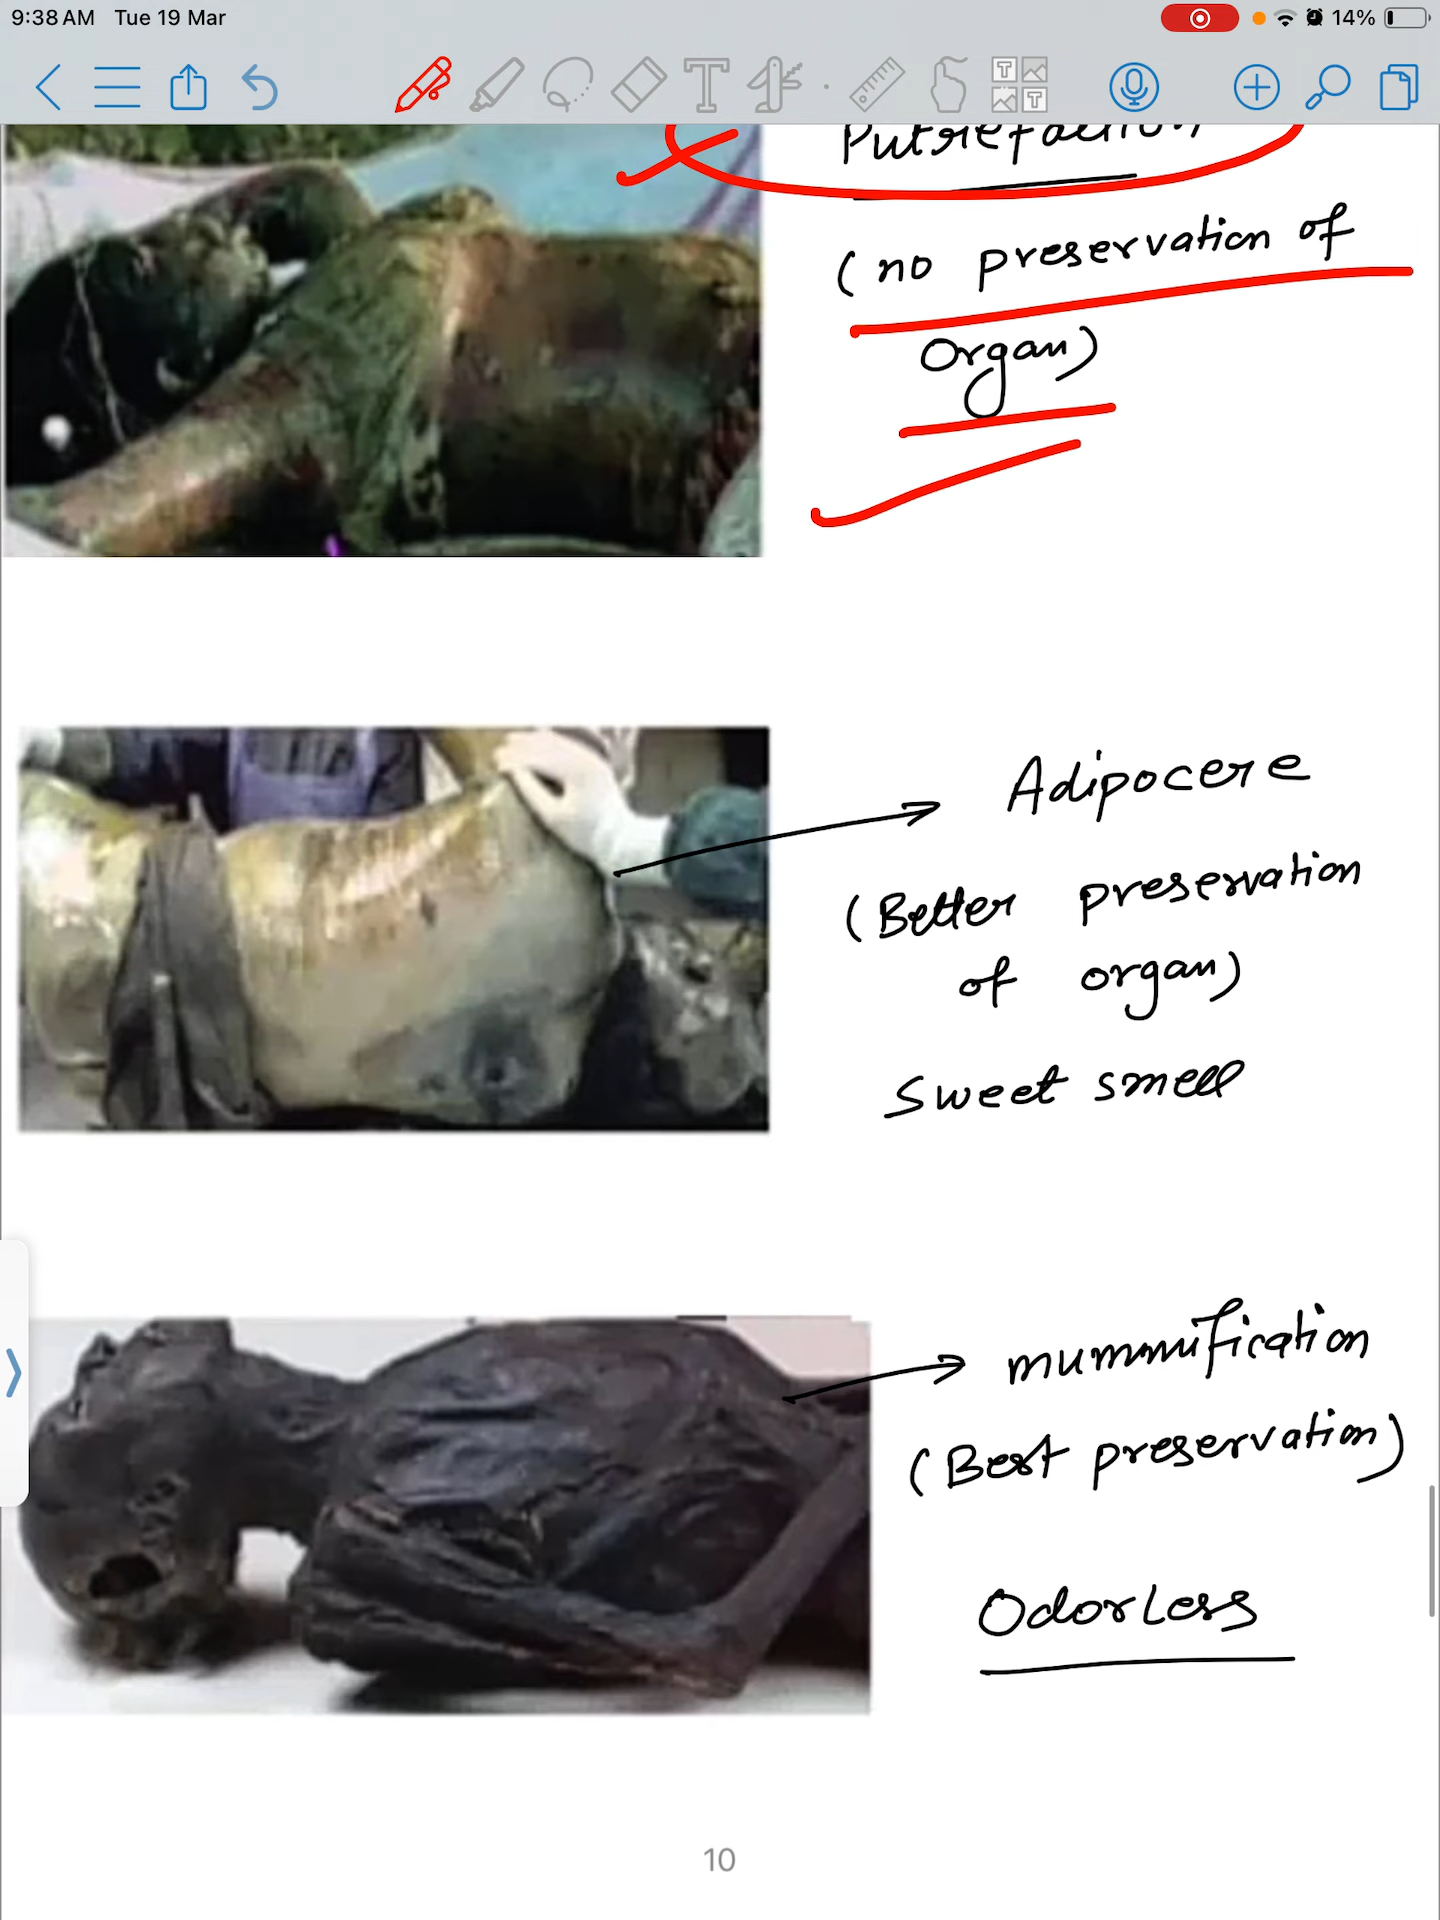 9:38 AM Tue 19 Mar
14%
Putrefaction
(no preservation of
Organ)
Adipocere
(Better preservation
of organ)
Sweet smell
mummification
(Best preservation)
Odorless
10